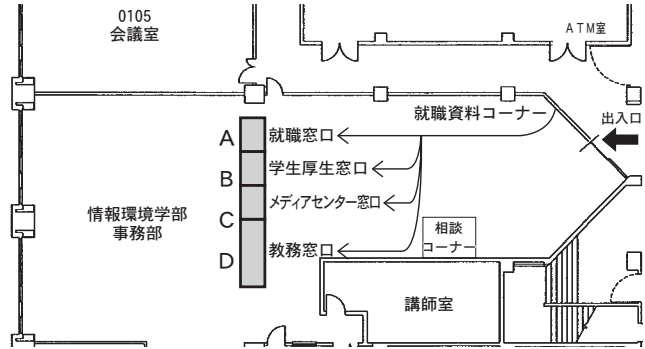 0105
会議室
ATM室
就職資料コーナー
出入口
A
就職窓口
B
学生厚生窓口
メディアセンター窓口
C
情報環境学部
事務部
相談
コーナー
教務窓口
D
講師室